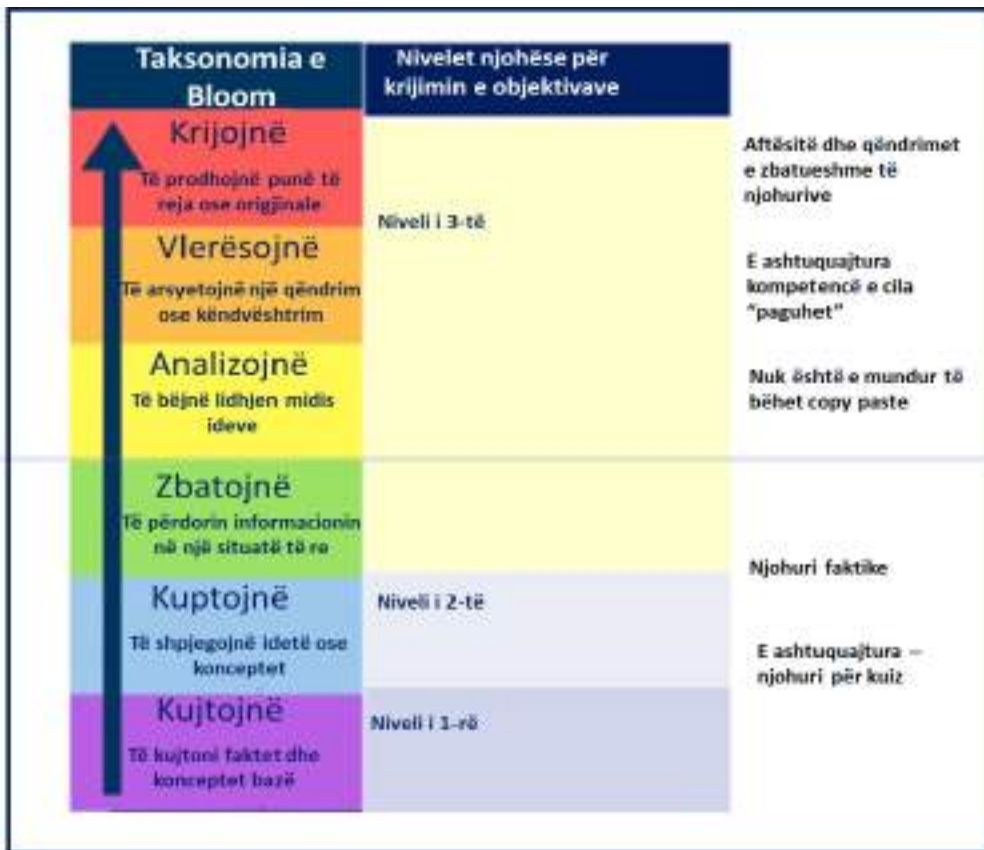 Taksonomia e
Bloom
Nivelet njohëse për
krijimin e objektivave
Krijojnë
Të prodhojnë punë të
reja ose origjinale
Vlerësojnë
Të arsyetojnë një qëndrim
ose këndvështrim
Analizojnë
Të bëjnë lidhjen midis
ideve
Zbatojnë
Të përdorin informacionin
në një situatë të re
Kuptojnë
Të shpjegojnë idetë ose
konceptet
Kujtojnë
Të kujtoni faktet dhe
konceptet bazë
Niveli i 3-të
Niveli i 2-të
Niveli i 1-rë
Aftësitë dhe qëndrimet
e zbatueshme të
njohurive
E ashtuquajtura
kompetencë e cila
"paguhet"
Nuk është e mundur të
bëhet copy paste
Njohuri faktike
E ashtuquajtura –
njohuri për kuiz